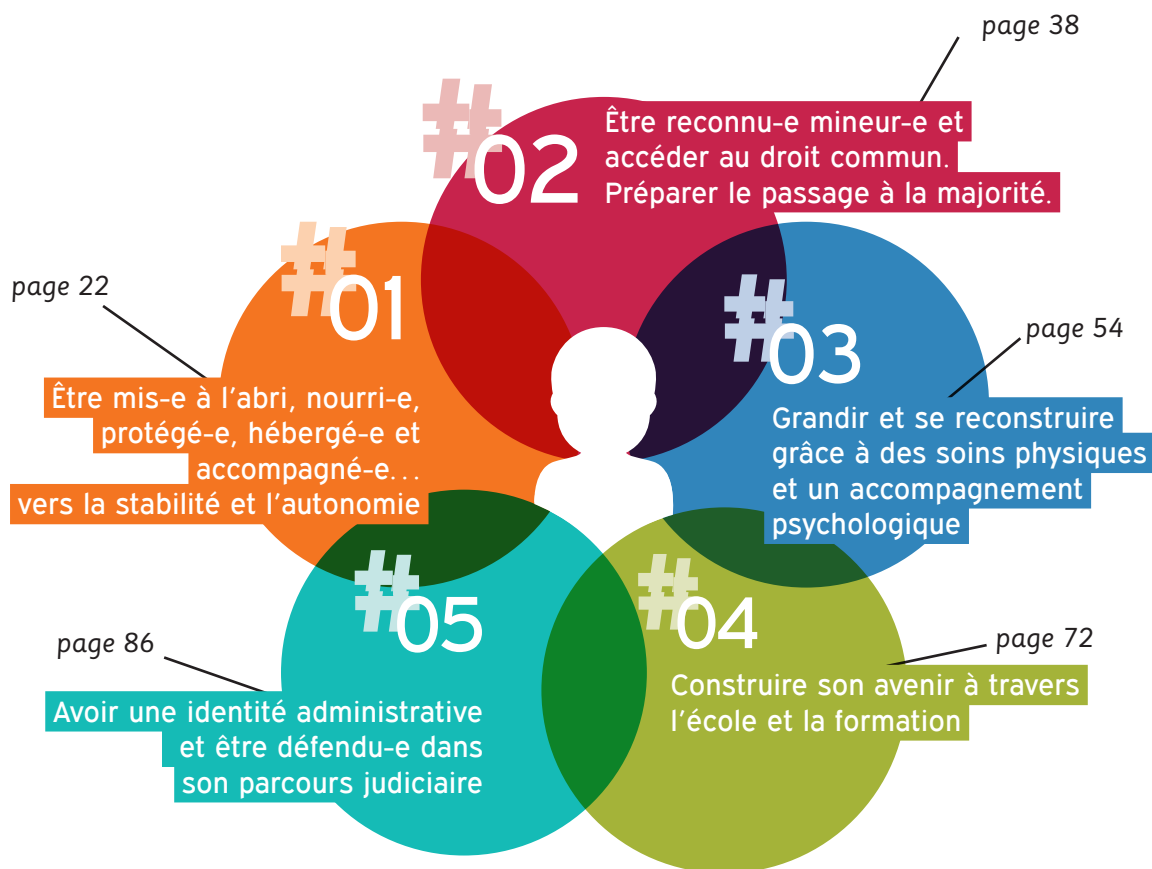 page 22
#01
Être mis-e à l'abri, nourri-e,
protégé-e, hébergé-e et
accompagné-e...
vers la stabilité et l'autonomie
page 38
#02
Être reconnu-e mineur-e et
accéder au droit commun.
Préparer le passage à la majorité.
page 54
#03
Grandir et se reconstruire
grâce à des soins physiques
et un accompagnement
psychologique
page 72
#04
Construire son avenir à travers
l'école et la formation
page 86
#05
Avoir une identité administrative
et être défendu-e dans
son parcours judiciaire